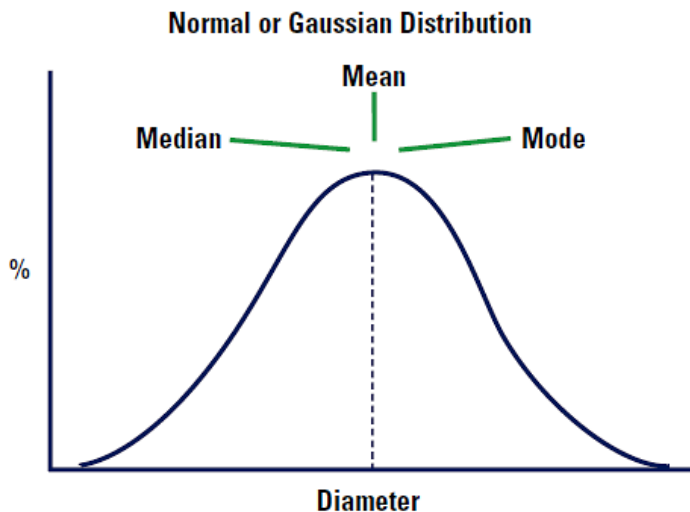 Normal or Gaussian Distribution
Mean
Median
Mode
%
Diameter